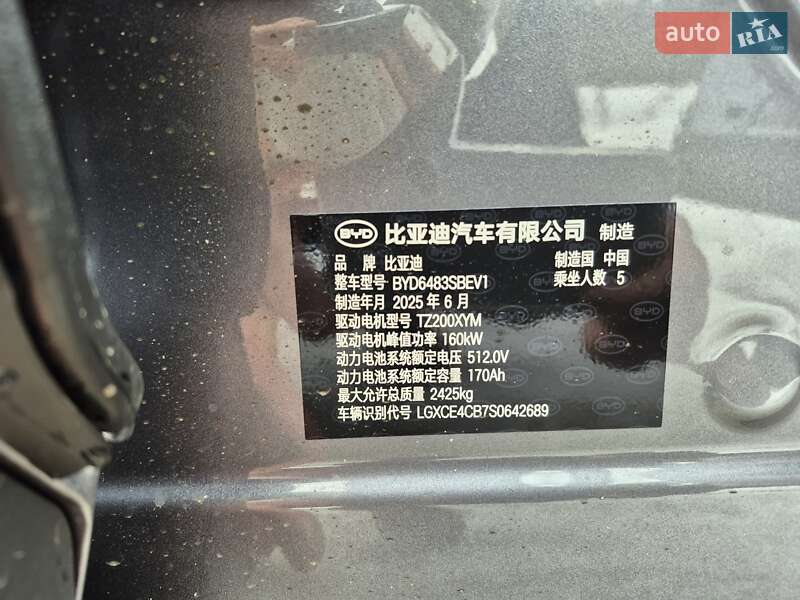 auto RIA.com
BYD 比亚迪汽车有限公司 制造
品 牌 比亚迪 制造国 中国
整车型号 BYD6483SBEV1 乘坐人数 5
制造年月 2025 年 6 月
驱动电机型号 TZ200XYM
驱动电机峰值功率 160kW
动力电池系统额定电压 512.0V
动力电池系统额定容量 170Ah
最大允许总质量 2425kg
车辆识别代号 LGXCE4CB7S0642689